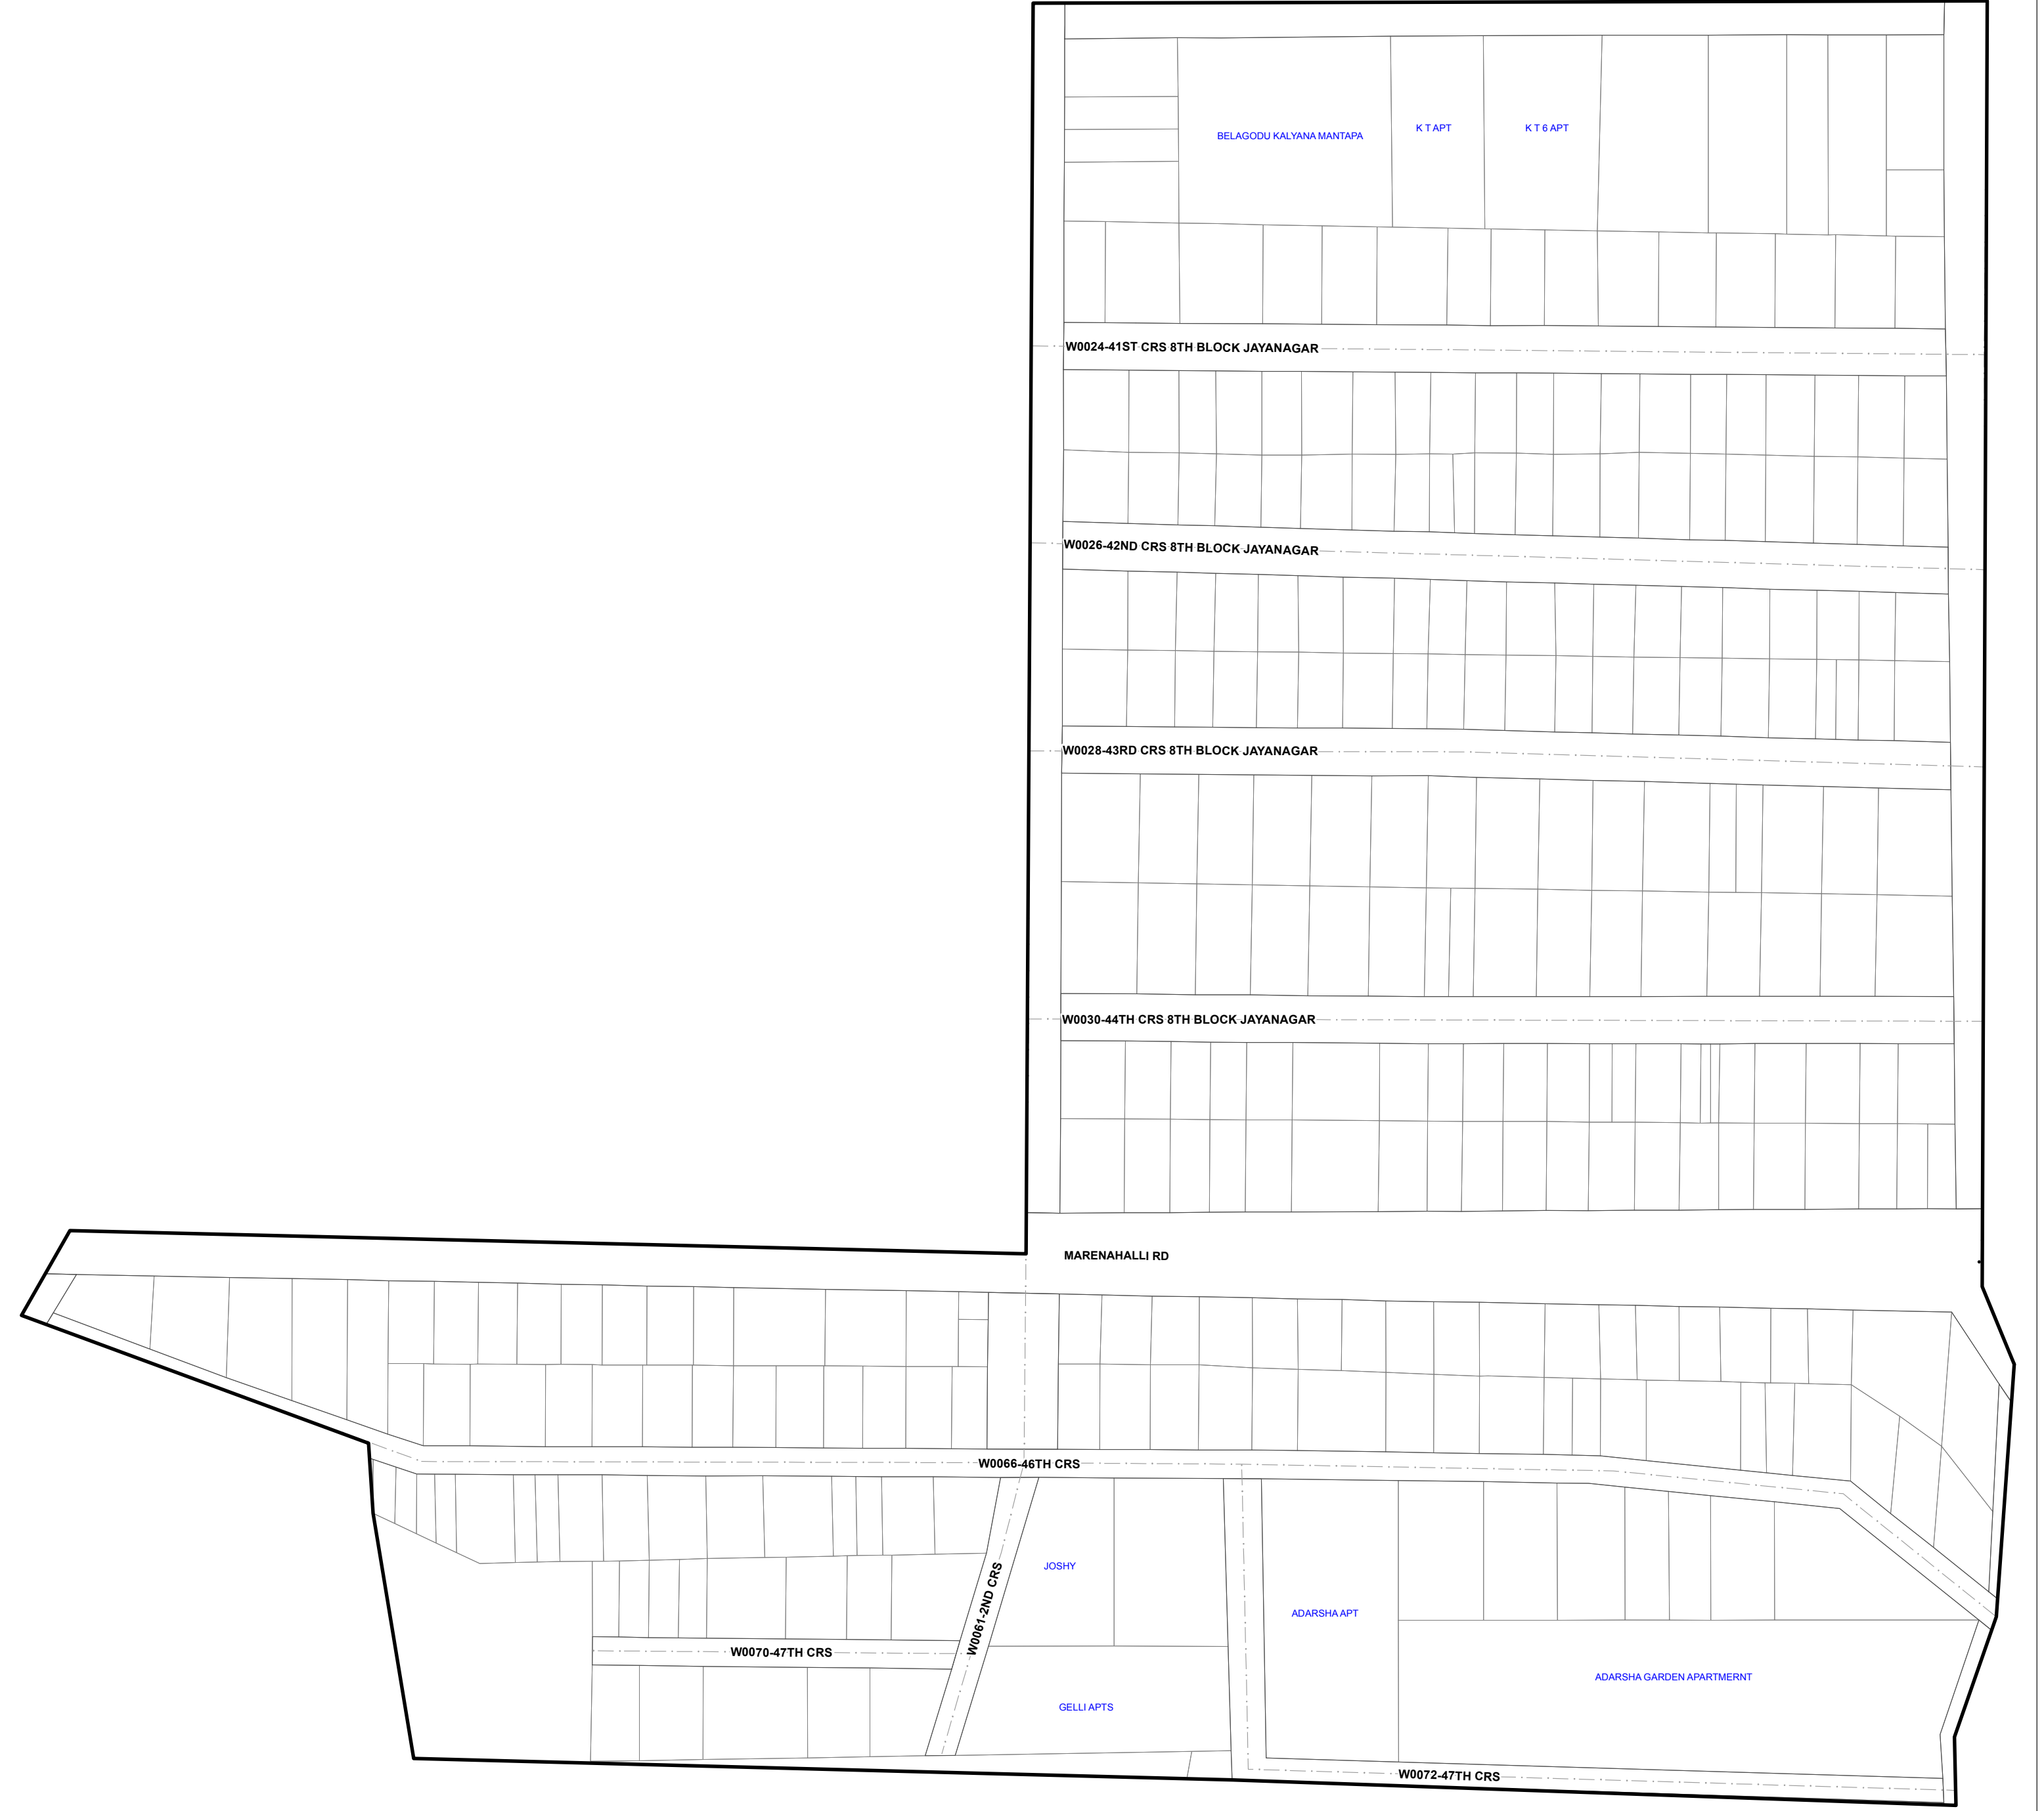 BELAGODU KALYANA MANTAPA
K T APT
K T 6 APT
W0024-41ST CRS 8TH BLOCK JAYANAGAR
W0026-42ND CRS 8TH BLOCK JAYANAGAR
W0028-43RD CRS 8TH BLOCK JAYANAGAR
W0030-44TH CRS 8TH BLOCK JAYANAGAR
MARENAHALLI RD
W0066-46TH CRS
JOSHY
W0061-2ND CRS
ADARSHA APT
W0070-47TH CRS
ADARSHA GARDEN APARTMERNT
GELLI APTS
W0072-47TH CRS